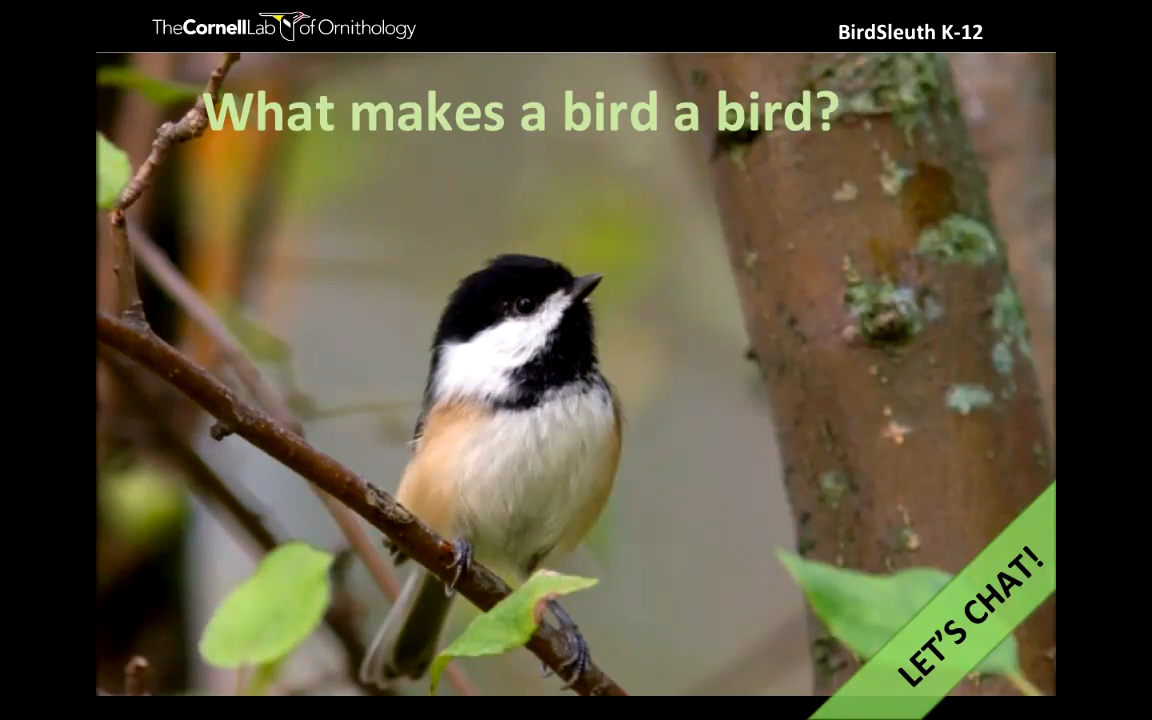 TheCornellLab of Ornithology
BirdSleuth K-12
What makes a bird a bird?
LET'S CHAT!